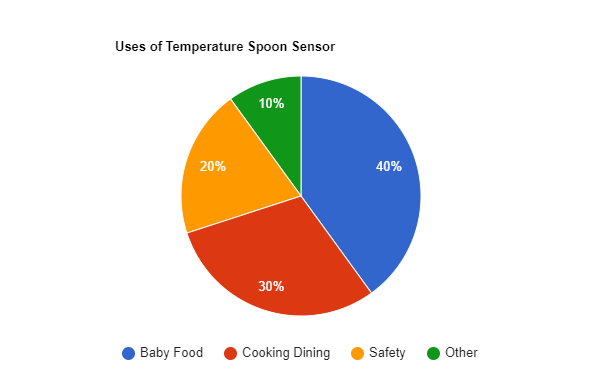 Uses of Temperature Spoon Sensor
10%
40%
20%
30%
Baby Food
Cooking Dining
Safety
Other